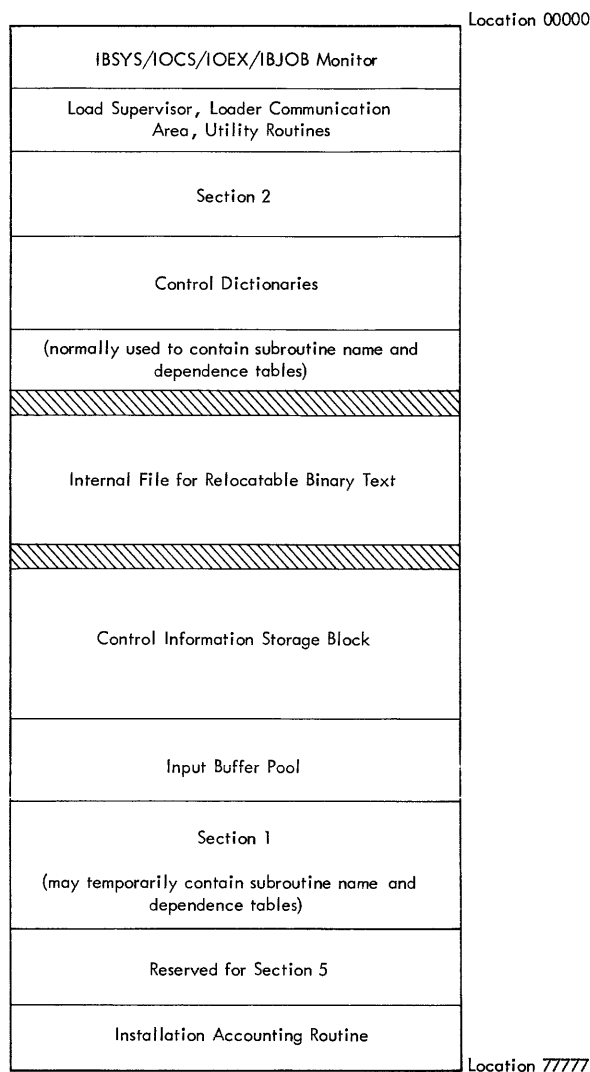 Location 00000
IBSYS/IOCS/IOEX/IBJOB Monitor
Load Supervisor, Loader Communication
Area, Utility Routines
Section 2
Control Dictionaries
(normally used to contain subroutine name and
dependence tables)
Internal File for Relocatable Binary Text
Control Information Storage Block
Input Buffer Pool
Section 1
(may temporarily contain subroutine name and
dependence tables)
Reserved for Section 5
Installation Accounting Routine
Location 77777